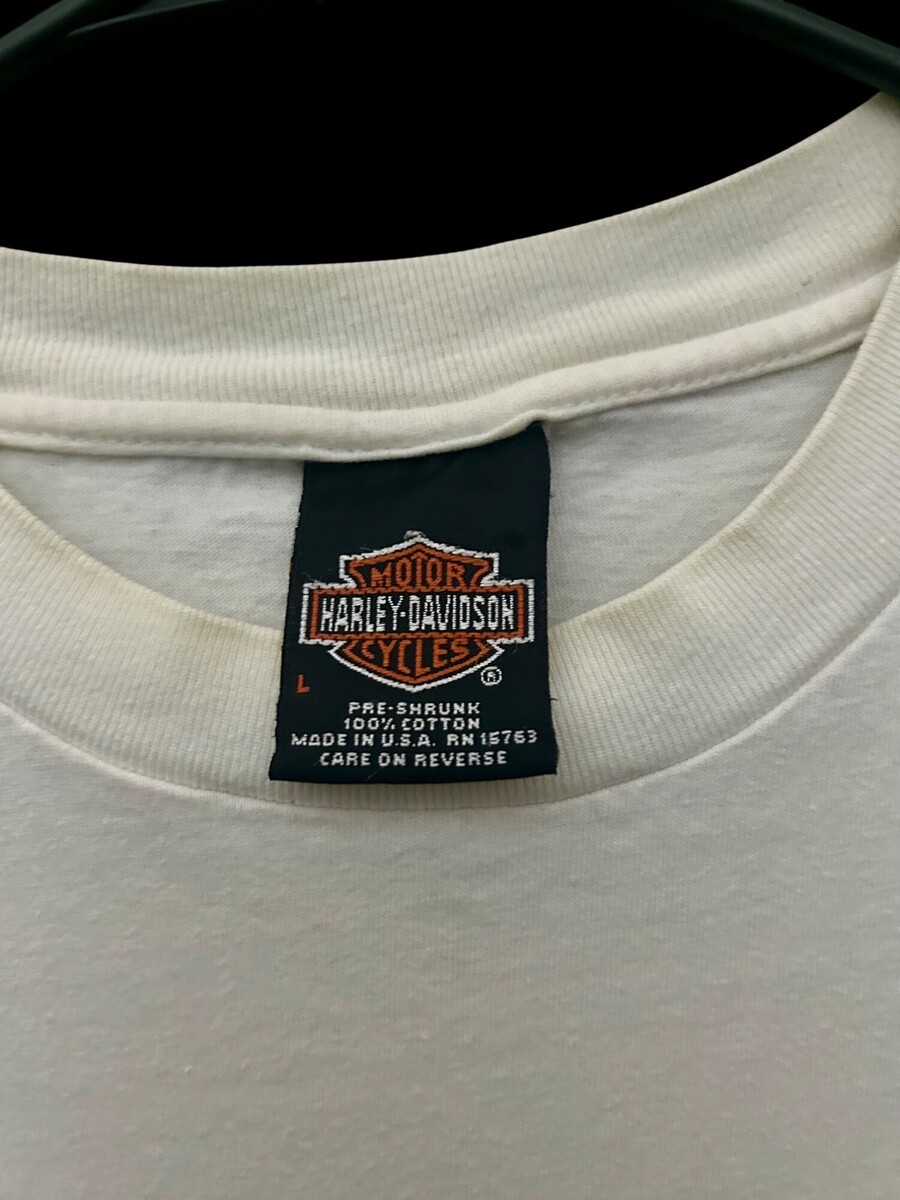 MOTOR
HARLEY-DAVIDSON
CYCLES
®
L
PRE-SHRUNK
100% COTTON
MADE IN U.S.A. RN 15763
CARE ON REVERSE